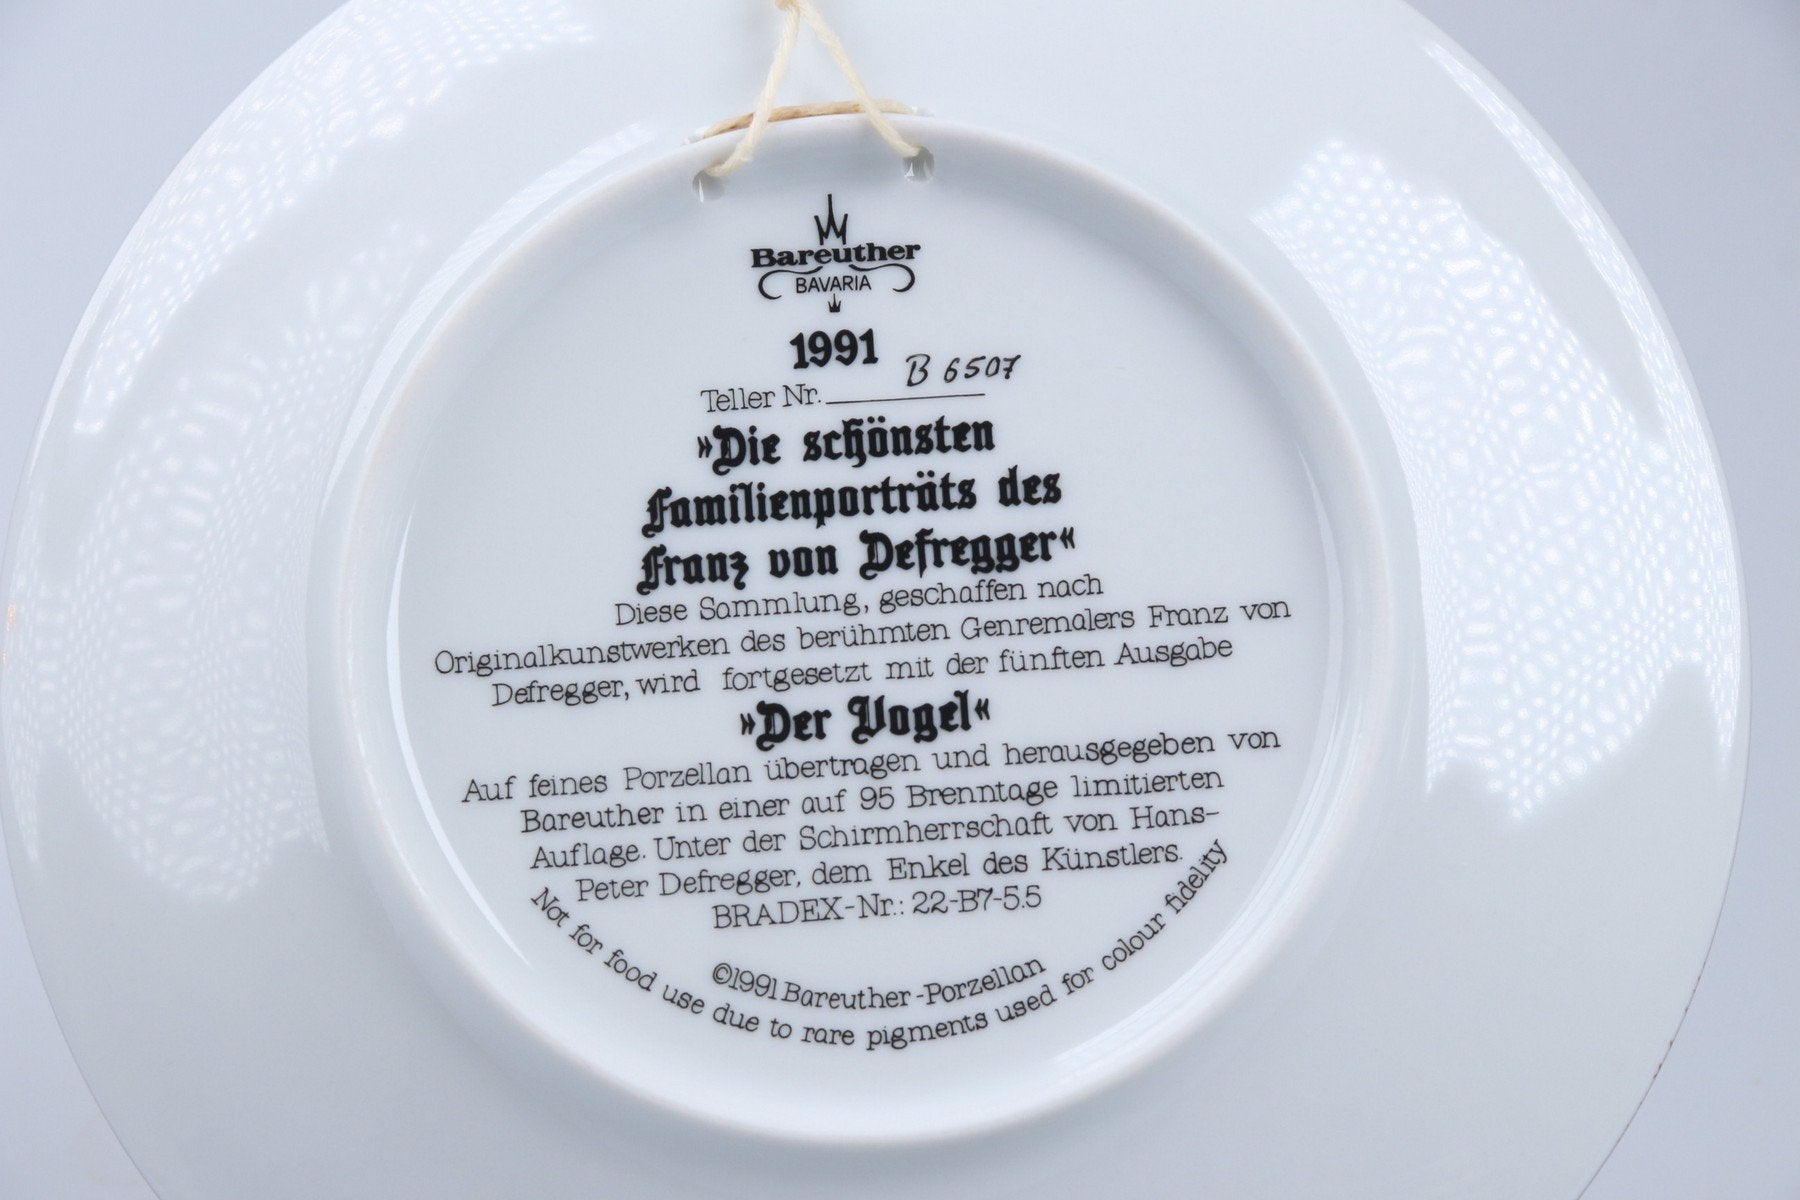 Bareuther
BAVARIA
1991
Teller Nr. B 6507
»Die schönsten
Familienporträts des
Franz von Defregger«
Diese Sammlung, geschaffen nach
Originalkunstwerken des berühmten Genremalers Franz von
Defregger, wird fortgesetzt mit der fünften Ausgabe
»Der Vogel«
Auf feines Porzellan übertragen und herausgegeben von
Bareuther in einer auf 95 Brenntage limitierten
Auflage. Unter der Schirmherrschaft von Hans-
Peter Defregger, dem Enkel des Künstlers.
BRADEX-Nr.: 22-B7-5.5
©1991 Bareuther-Porzellan
Not for food use due to rare pigments used for colour fidelity